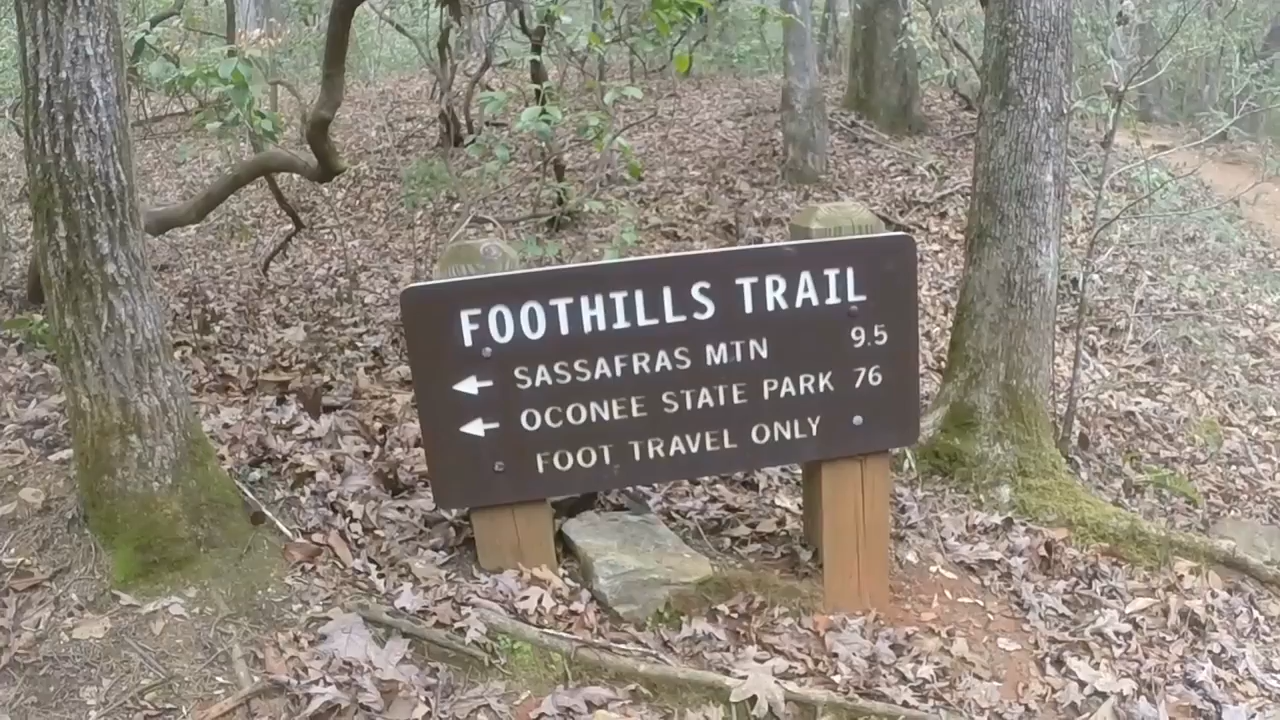 FOOTHILLS TRAIL
SASSAFRAS MTN 9.5
OCONEE STATE PARK 76
FOOT TRAVEL ONLY